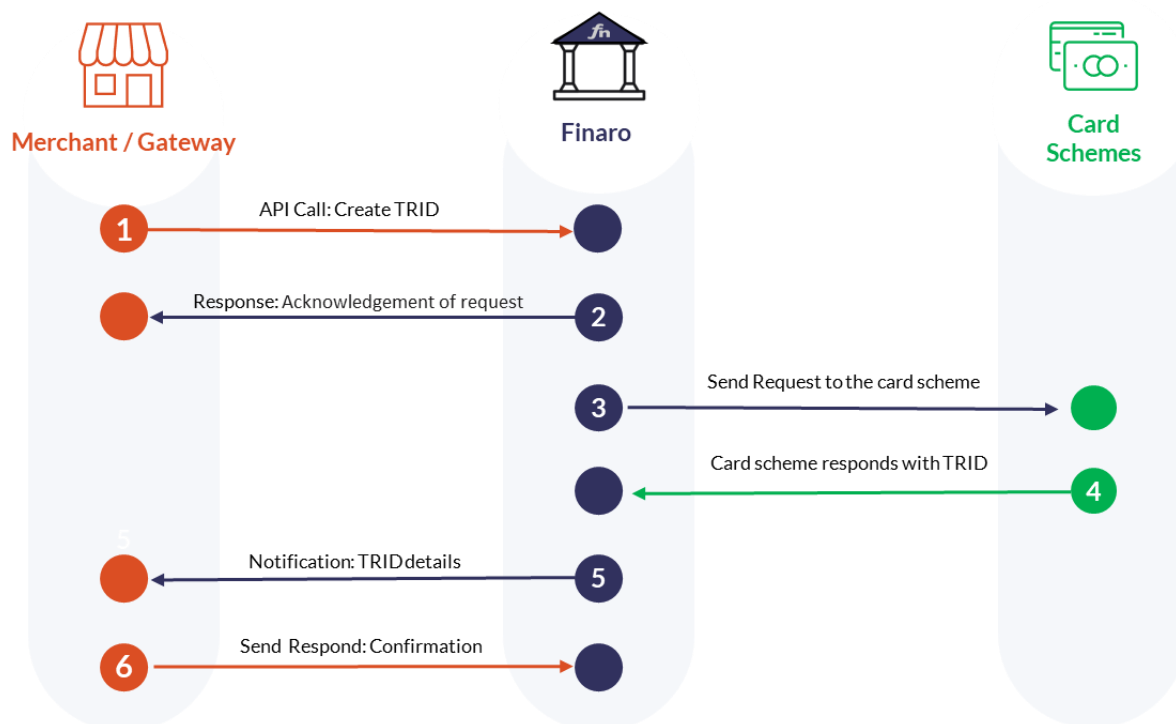 fn
Merchant / Gateway
Finaro
Card
Schemes
1
API Call: Create TRID
Response: Acknowledgement of request
2
Send Request to the card scheme
3
Card scheme responds with TRID
4
5
Notification: TRID details
5
Send Respond: Confirmation
6